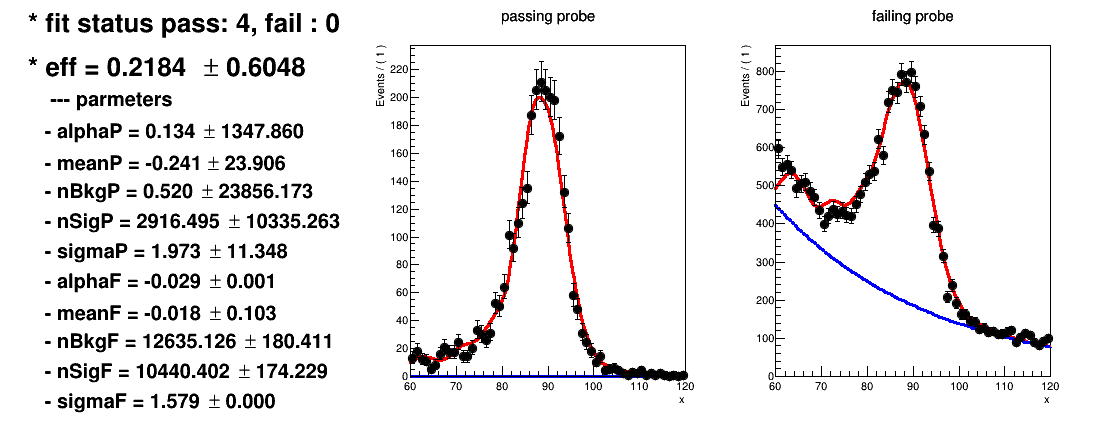 * fit status pass: 4, fail : 0
* eff = 0.2184 ± 0.6048
--- parmeters
- alphaP = 0.134 ± 1347.860
- meanP = -0.241 ± 23.906
- nBkgP = 0.520 ± 23856.173
- nSigP = 2916.495 ± 10335.263
- sigmaP = 1.973 ± 11.348
- alphaF = -0.029 ± 0.001
- meanF = -0.018 ± 0.103
- nBkgF = 12635.126 ± 180.411
- nSigF = 10440.402 ± 174.229
- sigmaF = 1.579 ± 0.000
passing probe
Events / ( 1 )
220
200
180
160
140
120
100
80
60
40
20
0
60 70 80 90 100 110 120
x
failing probe
Events / ( 1 )
800
700
600
500
400
300
200
100
0
60 70 80 90 100 110 120
x